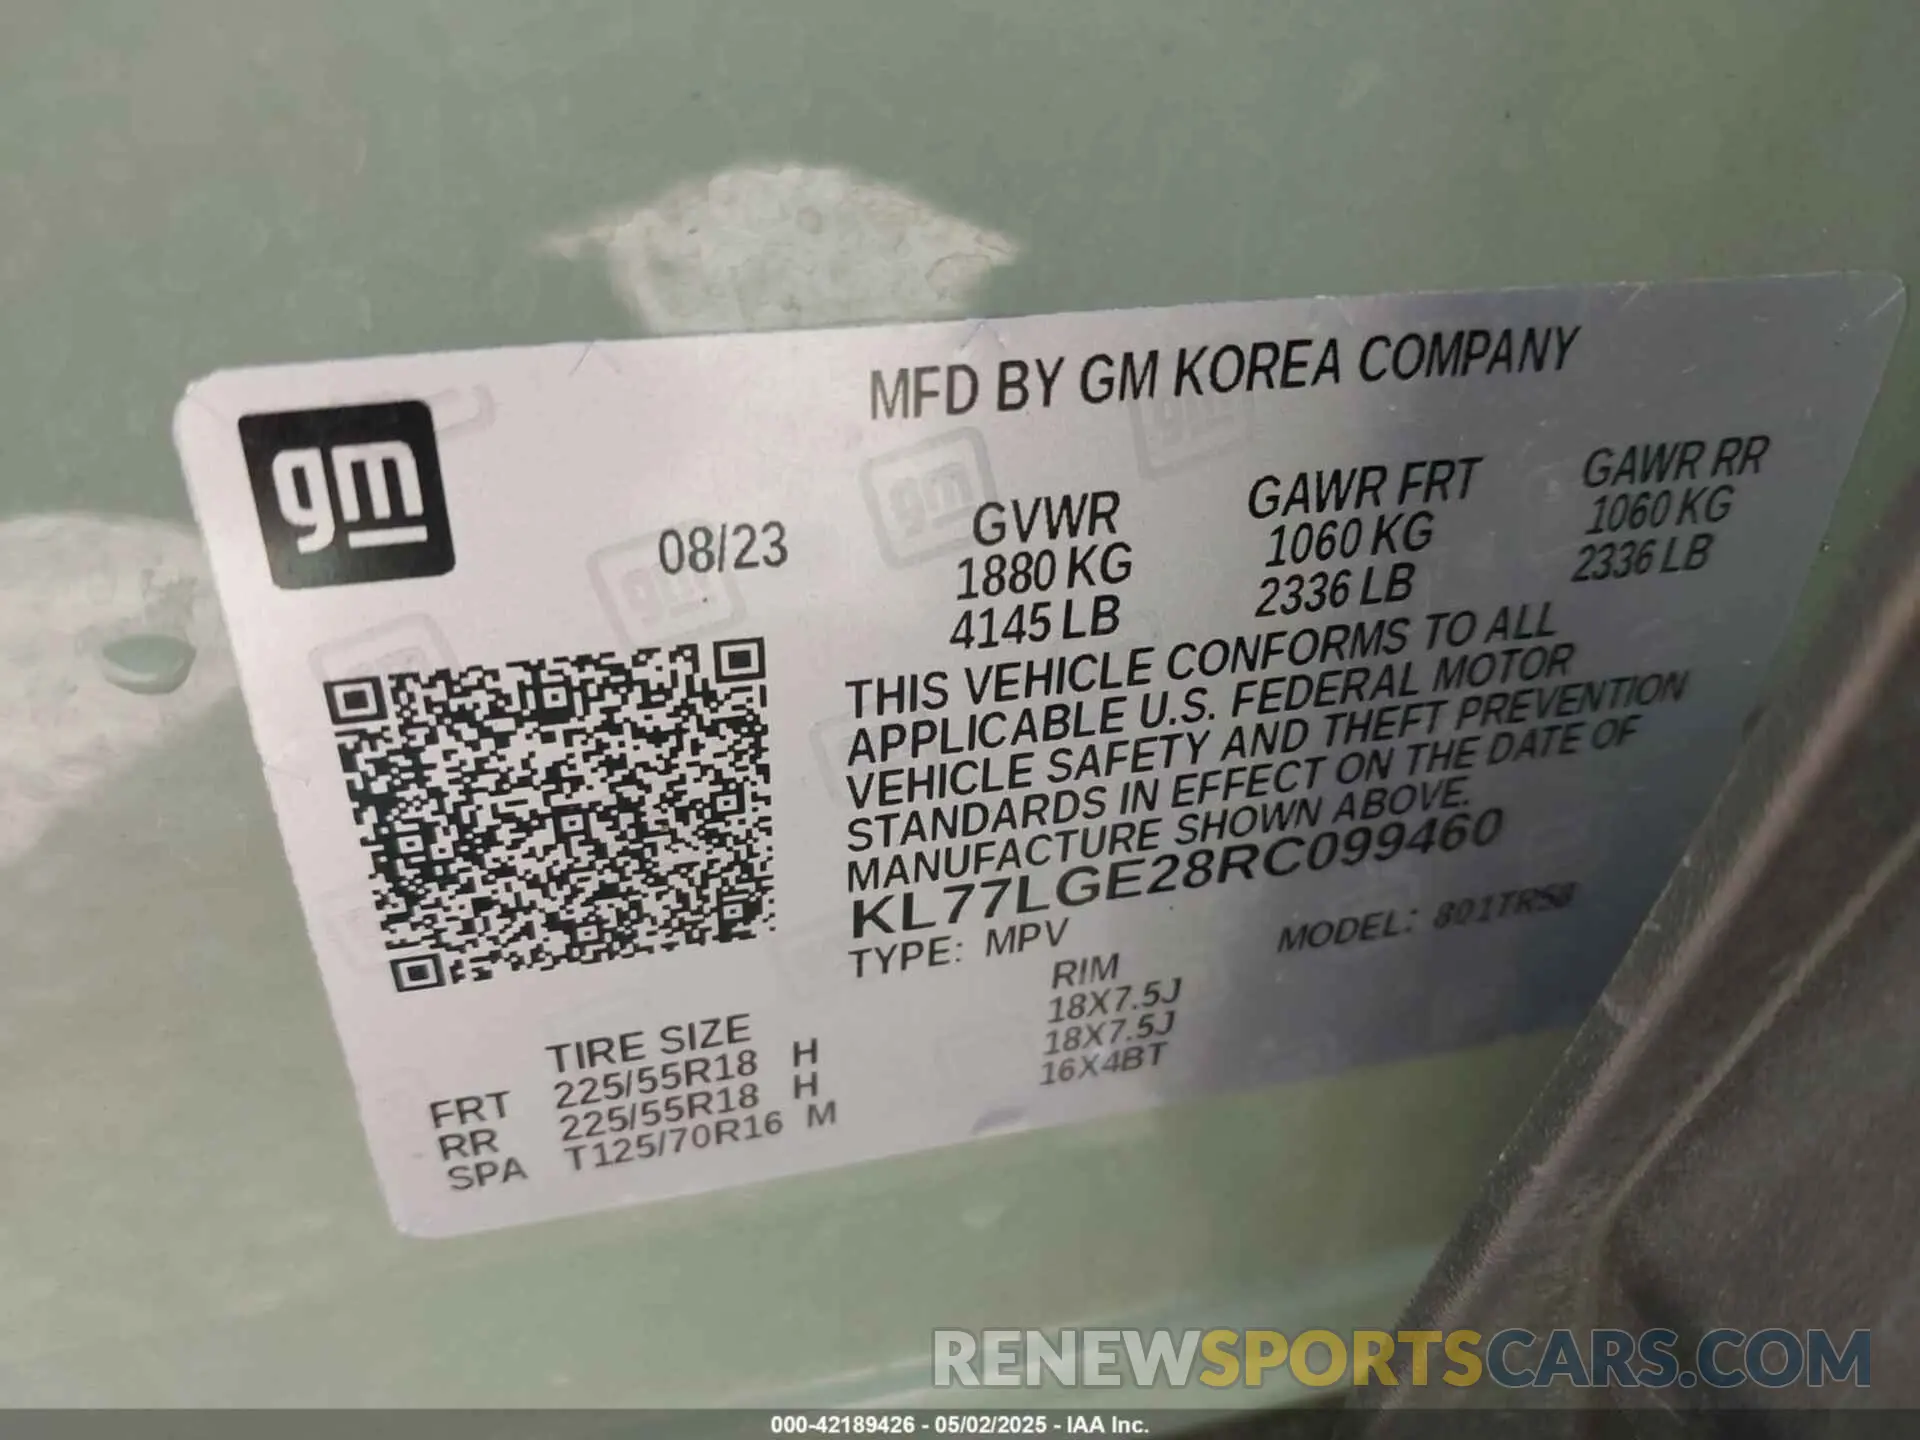 MFD BY GM KOREA COMPANY
gm
08/23
GVWR GAWR FRT GAWR RR
1880 KG 1060 KG 1060 KG
4145 LB 2336 LB 2336 LB
THIS VEHICLE CONFORMS TO ALL
APPLICABLE U.S. FEDERAL MOTOR
VEHICLE SAFETY AND THEFT PREVENTION
STANDARDS IN EFFECT ON THE DATE OF
MANUFACTURE SHOWN ABOVE.
KL77LGE28RC099460
TYPE: MPV MODEL: 801TR58
TIRE SIZE RIM
FRT 225/55R18 H 18X7.5J
RR 225/55R18 H 18X7.5J
SPA T125/70R16 M 16X4BT
RENEWSPORTSCARS.COM
000-42189426 - 05/02/2025 - IAA Inc.